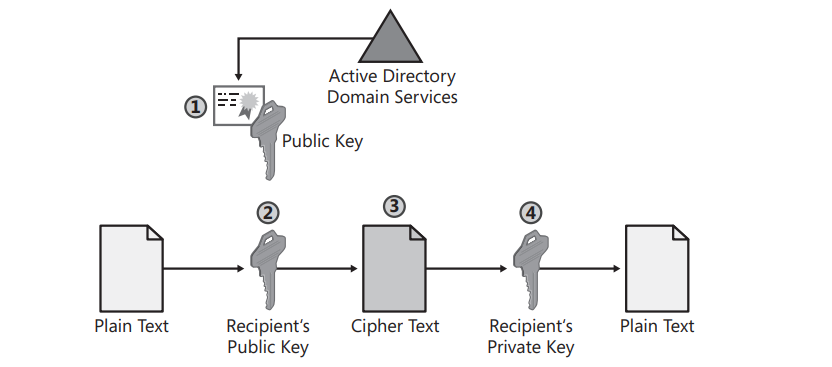 Active Directory
Domain Services
1
Public Key
2
3
4
Plain Text
Recipient's
Public Key
Cipher Text
Recipient's
Private Key
Plain Text